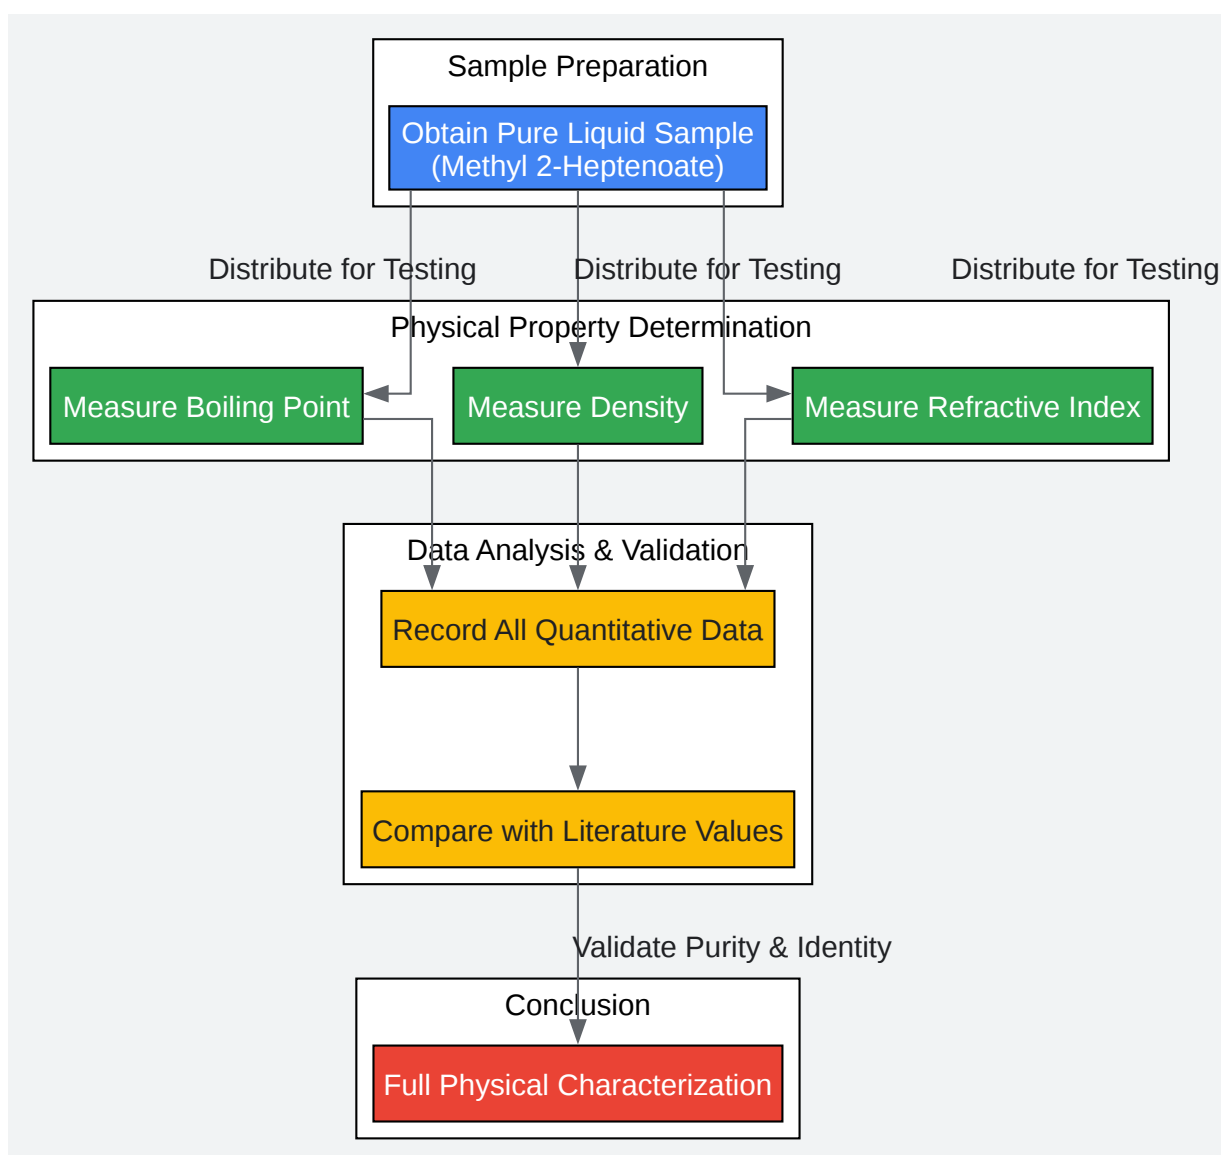 Sample Preparation
Obtain Pure Liquid Sample
(Methyl 2-Heptenoate)
Distribute for Testing
Distribute for Testing
Distribute for Testing
Physical Property Determination
Measure Boiling Point
Measure Density
Measure Refractive Index
Data Analysis & Validation
Record All Quantitative Data
Compare with Literature Values
Validate Purity & Identity
Conclusion
Full Physical Characterization